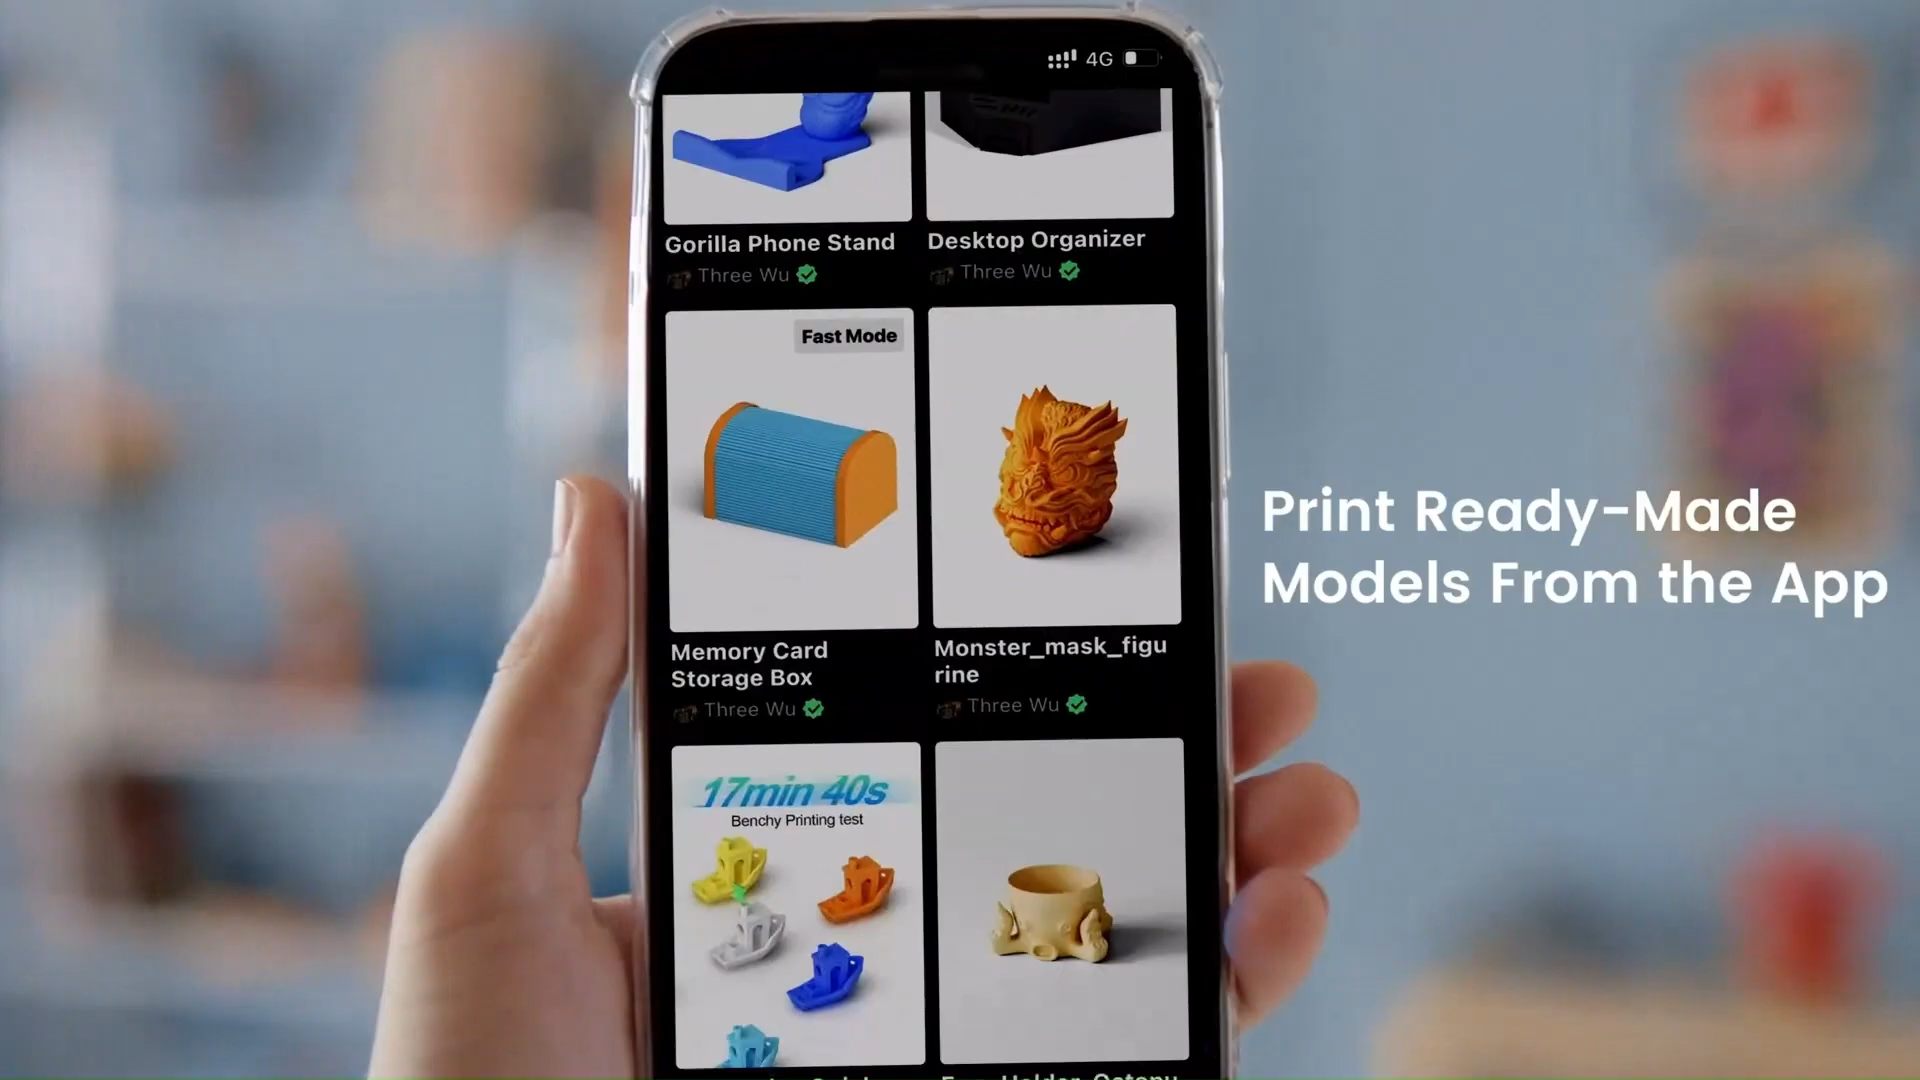 4G
Gorilla Phone Stand
Desktop Organizer
Three Wu
Three Wu
Fast Mode
Memory Card
Storage Box
Monster_mask_figu
rine
Three Wu
Three Wu
17min 40s
Benchy Printing test
Print Ready-Made
Models From the App